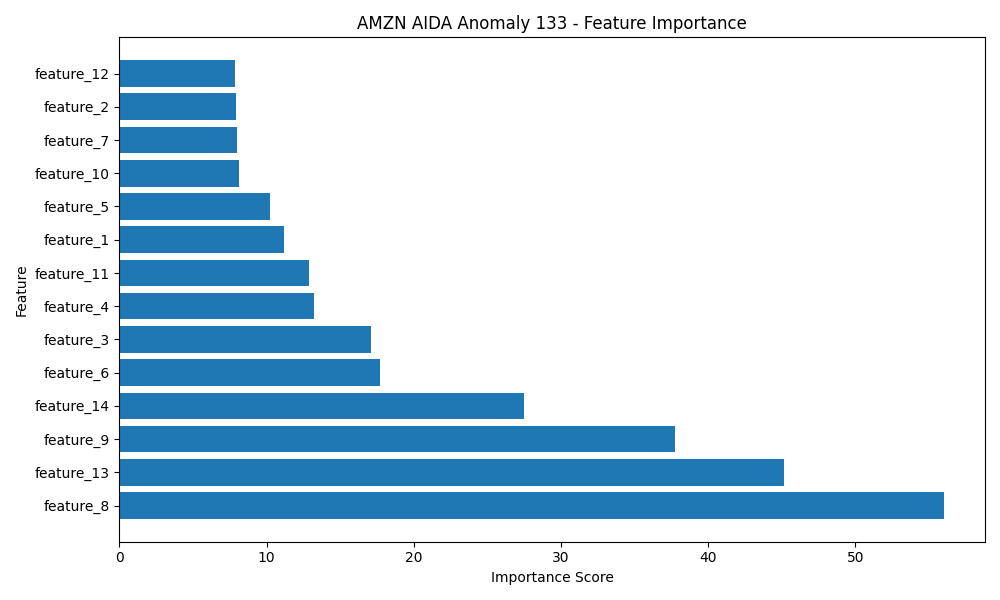 AMZN AIDA Anomaly 133 - Feature Importance
feature_12
feature_2
feature_7
feature_10
feature_5
feature_1
feature_11
feature_4
feature_3
feature_6
feature_14
feature_9
feature_13
feature_8
Feature
0 10 20 30 40 50
Importance Score